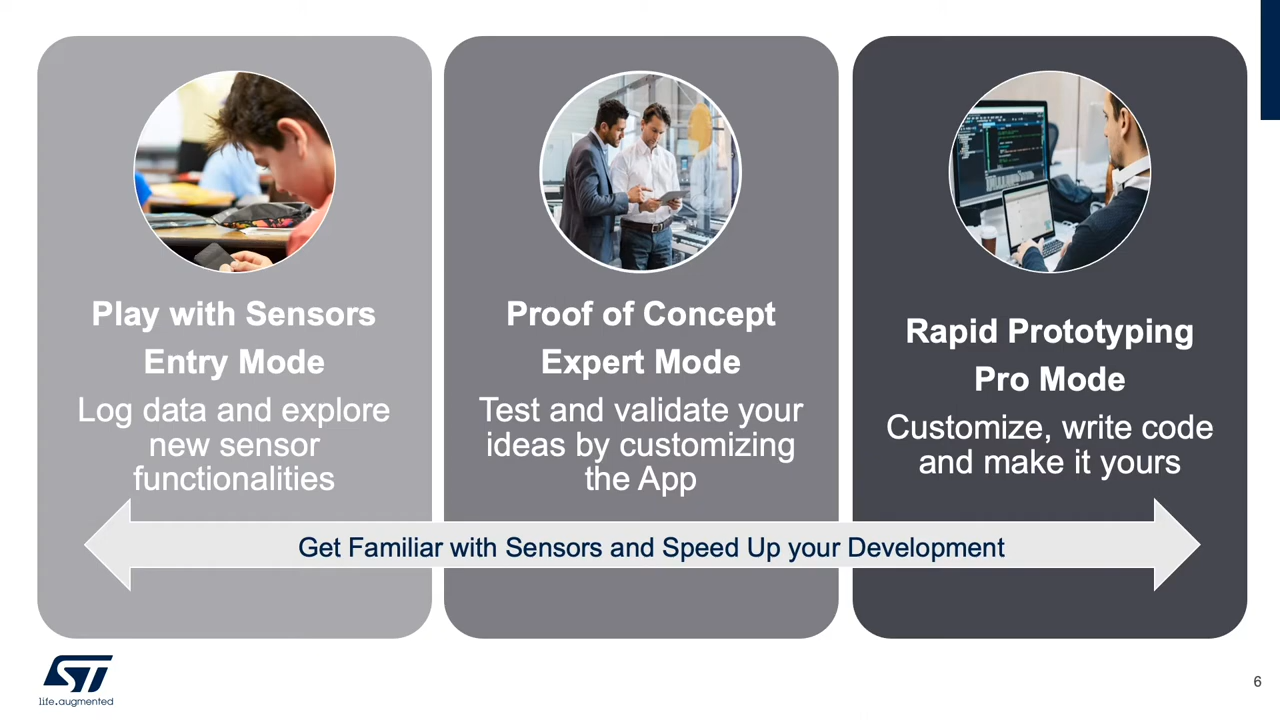 Play with Sensors
Entry Mode
Log data and explore
new sensor
functionalities
Proof of Concept
Expert Mode
Test and validate your
ideas by customizing
the App
Rapid Prototyping
Pro Mode
Customize, write code
and make it yours
Get Familiar with Sensors and Speed Up your Development
ST
life.augmented
6